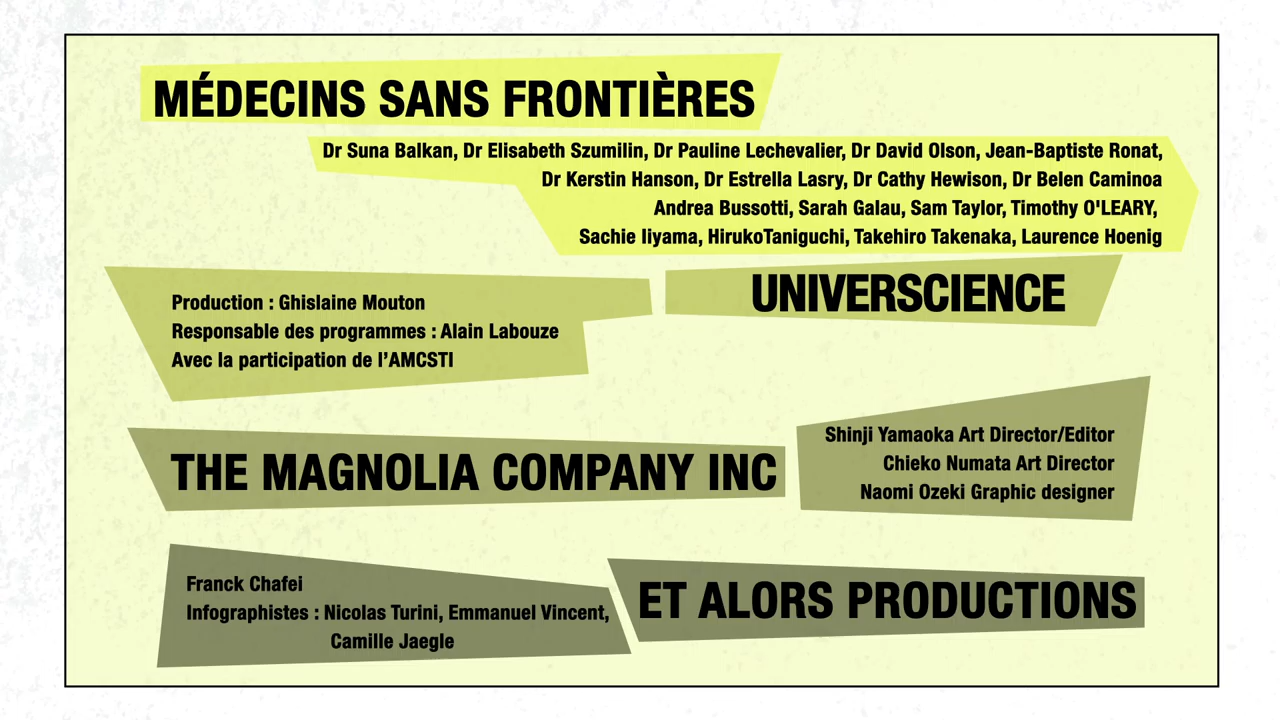 MÉDECINS SANS FRONTIÈRES
Dr Suna Balkan, Dr Elisabeth Szumilin, Dr Pauline Lechevalier, Dr David Olson, Jean-Baptiste Ronat,
Dr Kerstin Hanson, Dr Estrella Lasry, Dr Cathy Hewison, Dr Belen Caminoa
Andrea Bussotti, Sarah Galau, Sam Taylor, Timothy O'LEARY,
Sachie Iiyama, HirukoTaniguchi, Takehiro Takenaka, Laurence Hoenig
UNIVERSCIENCE
Production : Ghislaine Mouton
Responsable des programmes : Alain Labouze
Avec la participation de l’AMCSTI
THE MAGNOLIA COMPANY INC
Shinji Yamaoka Art Director/Editor
Chieko Numata Art Director
Naomi Ozeki Graphic designer
ET ALORS PRODUCTIONS
Franck Chafei
Infographistes : Nicolas Turini, Emmanuel Vincent,
Camille Jaegle